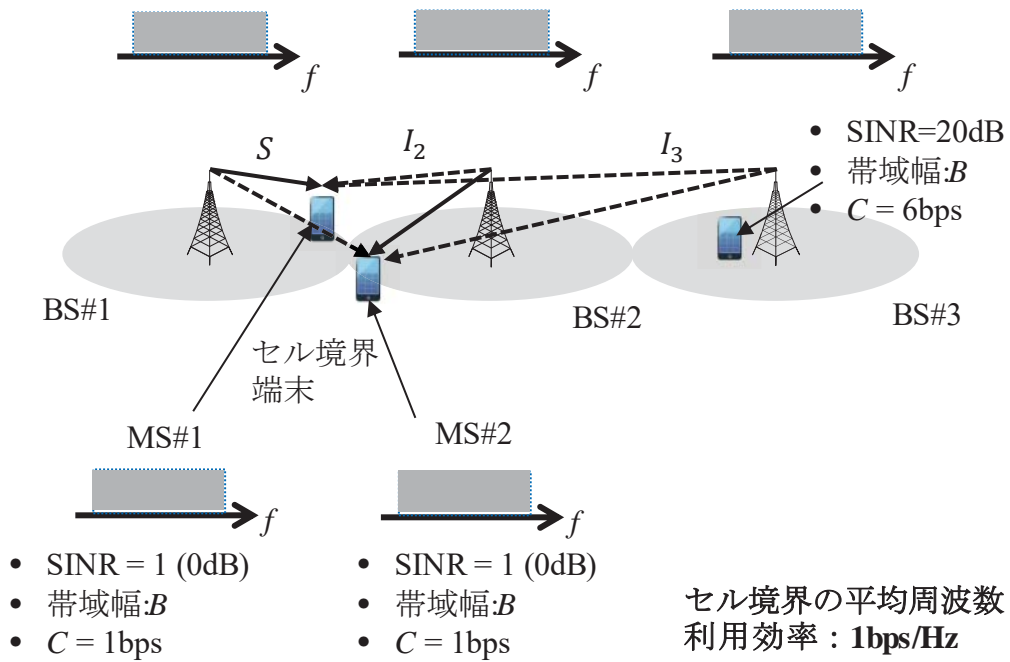 f
f
f
S
I₂
I₃
• SINR=20dB
• 帯域幅:B
• C = 6bps
BS#1
BS#2
BS#3
セル境界
端末
MS#1
MS#2
f
f
• SINR = 1 (0dB)
• 帯域幅:B
• C = 1bps
• SINR = 1 (0dB)
• 帯域幅:B
• C = 1bps
セル境界の平均周波数
利用効率：1bps/Hz